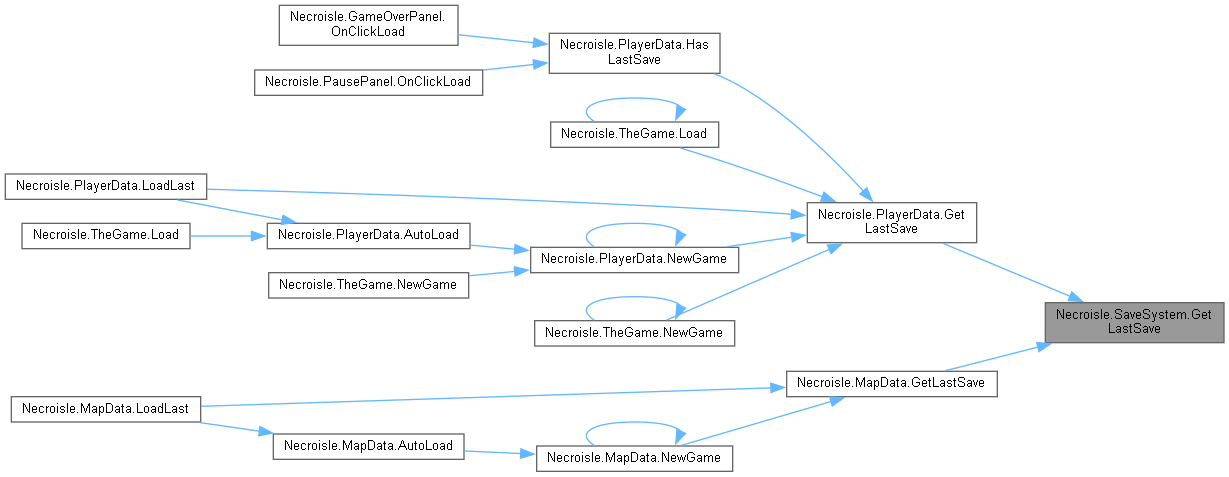 Necroisle.GameOverPanel.
OnClickLoad
Necroisle.PlayerData.Has
LastSave
Necroisle.PausePanel.OnClickLoad
Necroisle.TheGame.Load
Necroisle.PlayerData.LoadLast
Necroisle.PlayerData.Get
LastSave
Necroisle.TheGame.Load
Necroisle.PlayerData.AutoLoad
Necroisle.PlayerData.NewGame
Necroisle.TheGame.NewGame
Necroisle.SaveSystem.Get
LastSave
Necroisle.TheGame.NewGame
Necroisle.MapData.GetLastSave
Necroisle.MapData.LoadLast
Necroisle.MapData.AutoLoad
Necroisle.MapData.NewGame